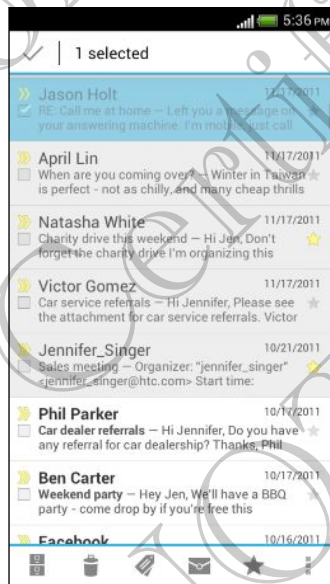 5:36 PM
1 selected
Jason Holt 11/17/2011
RE: Call me at home – Left you a message on
your answering machine. I'm mobile, just call
April Lin 11/17/2011
When are you coming over? – Winter in Taiwan
is perfect - not as chilly, and many cheap thrills
Natasha White 11/17/2011
Charity drive this weekend – Hi Jen, Don't
forget the charity drive I'm organizing this
Victor Gomez 11/17/2011
Car service referrals – Hi Jennifer, Please see
the attachment for car service referrals. Victor
Jennifer_Singer 10/21/2011
Sales meeting – Organizer: "jennifer_singer"
<jennifer_singer@htc.com> Start time:
Phil Parker 10/17/2011
Car dealer referrals – Hi Jennifer, Do you have
any referral for car dealership? Thanks, Phil
Ben Carter 10/17/2011
Weekend party – Hey Jen, We'll have a BBQ
party - come drop by if you're free this
Facebook 10/16/2011